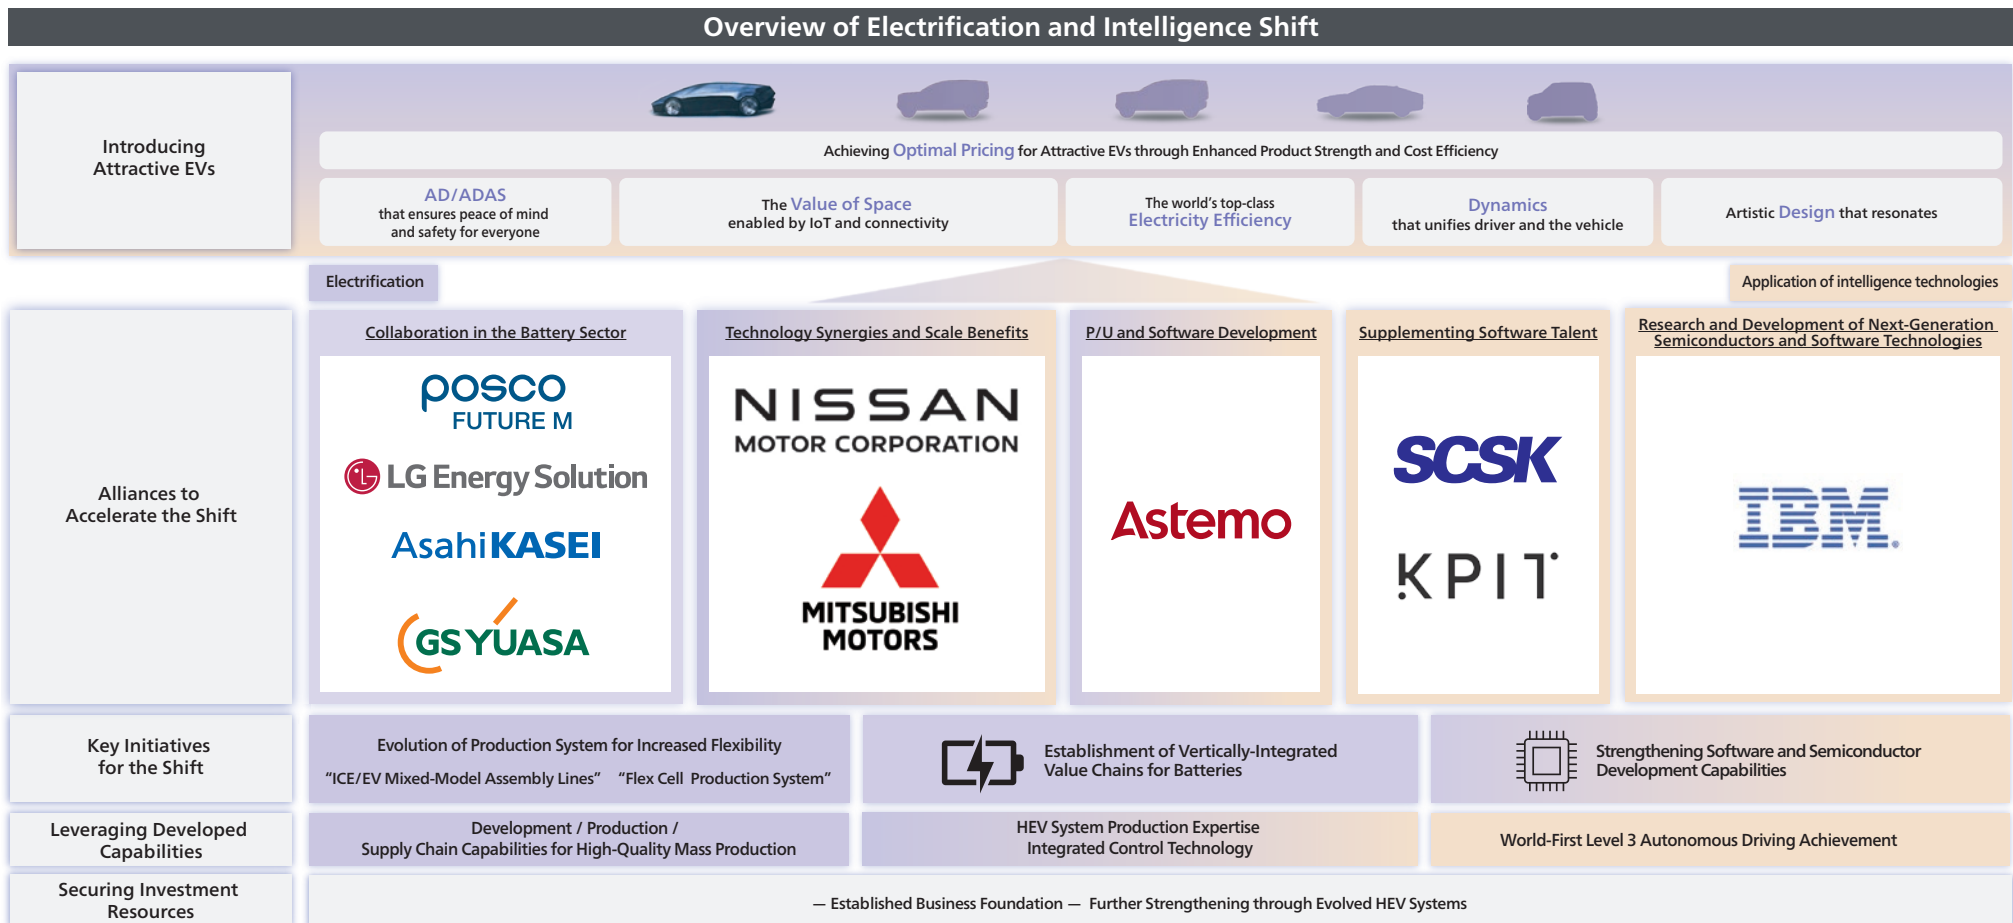 Overview of Electrification and Intelligence Shift
Introducing
Attractive EVs
Achieving Optimal Pricing for Attractive EVs through Enhanced Product Strength and Cost Efficiency
AD/ADAS
that ensures peace of mind
and safety for everyone
The Value of Space
enabled by IoT and connectivity
The world's top-class
Electricity Efficiency
Dynamics
that unifies driver and the vehicle
Artistic Design that resonates
Electrification
Application of intelligence technologies
Alliances to
Accelerate the Shift
Collaboration in the Battery Sector
posco
FUTURE M
LG Energy Solution
AsahiKASEI
GS YUASA
Technology Synergies and Scale Benefits
NISSAN
MOTOR CORPORATION
MITSUBISHI
MOTORS
P/U and Software Development
Astemo
Supplementing Software Talent
SCSK
KPIT
Research and Development of Next-Generation
Semiconductors and Software Technologies
IBM®
Key Initiatives
for the Shift
Evolution of Production System for Increased Flexibility
“ICE/EV Mixed-Model Assembly Lines” “Flex Cell Production System”
Establishment of Vertically-Integrated
Value Chains for Batteries
Strengthening Software and Semiconductor
Development Capabilities
Leveraging Developed
Capabilities
Development / Production /
Supply Chain Capabilities for High-Quality Mass Production
HEV System Production Expertise
Integrated Control Technology
World-First Level 3 Autonomous Driving Achievement
Securing Investment
Resources
— Established Business Foundation — Further Strengthening through Evolved HEV Systems